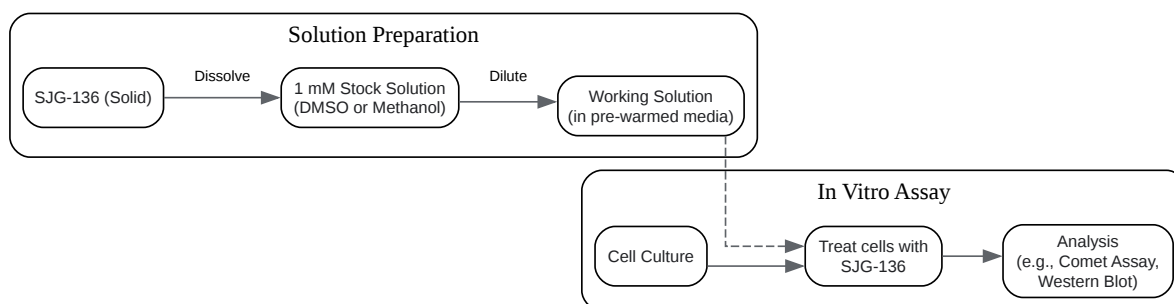 Solution Preparation
SJG-136 (Solid)
Dissolve
1 mM Stock Solution
(DMSO or Methanol)
Dilute
Working Solution
(in pre-warmed media)
In Vitro Assay
Cell Culture
Treat cells with
SJG-136
Analysis
(e.g., Comet Assay,
Western Blot)